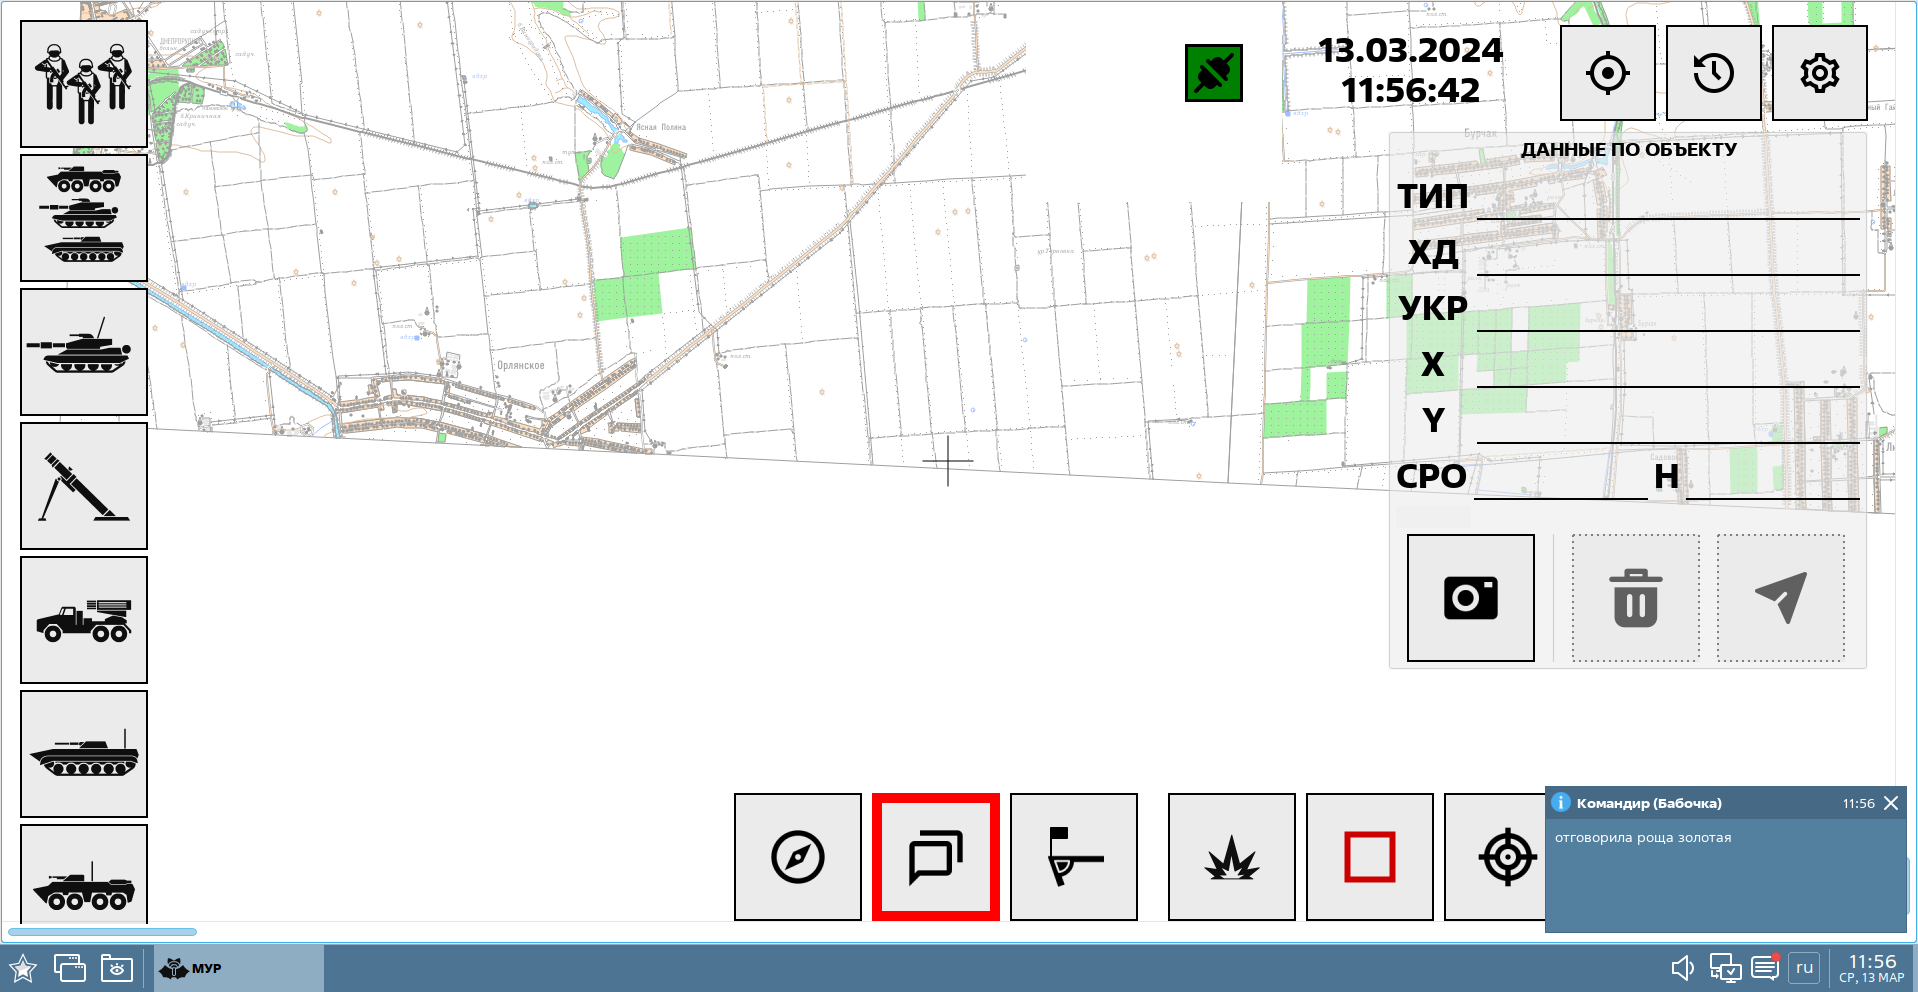 13.03.2024
11:56:42
Ясная Поляна
Бурчак
ДАННЫЕ ПО ОБЪЕКТУ
ТИП
ХД
УКР
X
Y
СРО
H
Орлянское
Командир (Бабочка)
11:56
отговорила роща золотая
МУР
ru
11:56
СР, 13 МАР